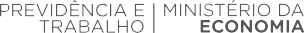 PREVIDÊNCIA E
TRABALHO
MINISTÉRIO DA
ECONOMIA